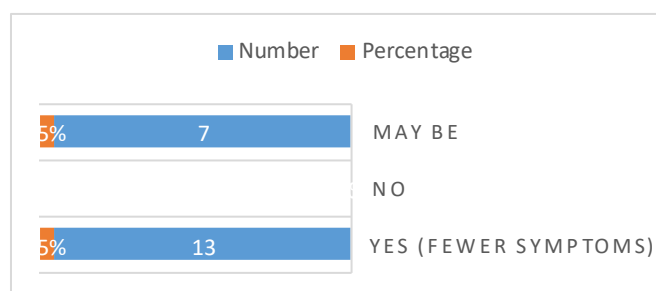 Number Percentage
5% 7 MAY BE
NO
5% 13 YES (FEWER SYMPTOMS)